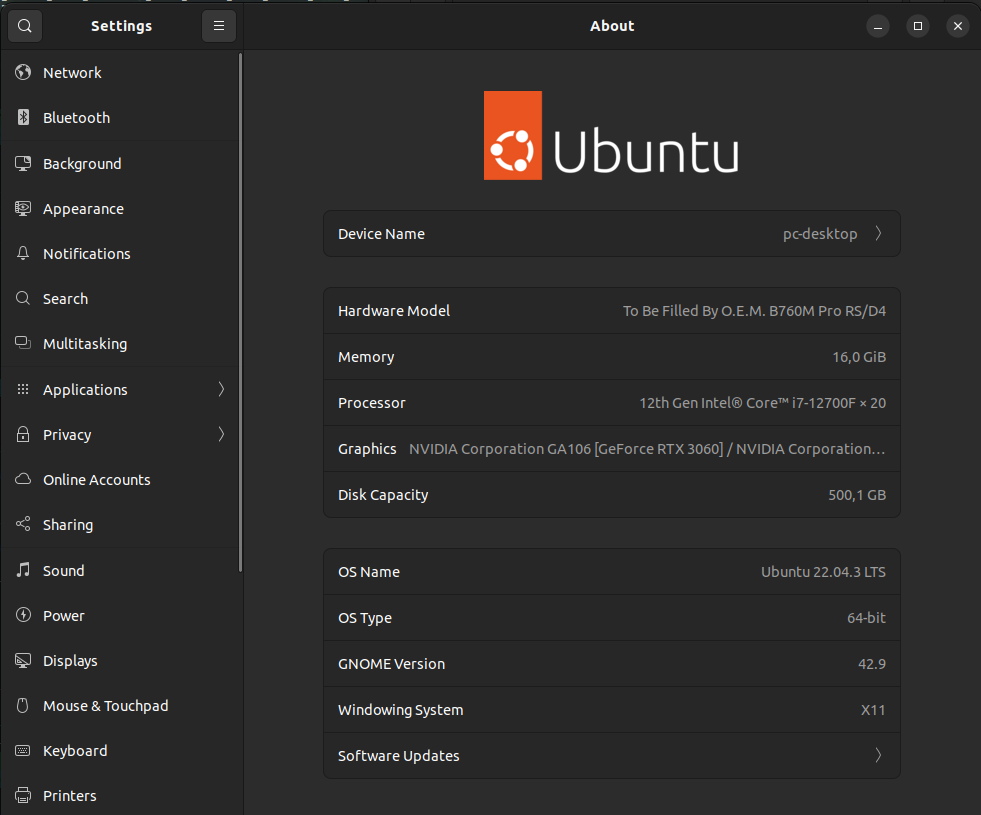 Settings
About
Network
Bluetooth
Background
Appearance
Notifications
Search
Multitasking
Applications
Privacy
Online Accounts
Sharing
Sound
Power
Displays
Mouse & Touchpad
Keyboard
Printers
Ubuntu
Device Name pc-desktop
Hardware Model To Be Filled By O.E.M. B760M Pro RS/D4
Memory 16,0 GiB
Processor 12th Gen Intel® Core™ i7-12700F × 20
Graphics NVIDIA Corporation GA106 [GeForce RTX 3060] / NVIDIA Corporation…
Disk Capacity 500,1 GB
OS Name Ubuntu 22.04.3 LTS
OS Type 64-bit
GNOME Version 42.9
Windowing System X11
Software Updates